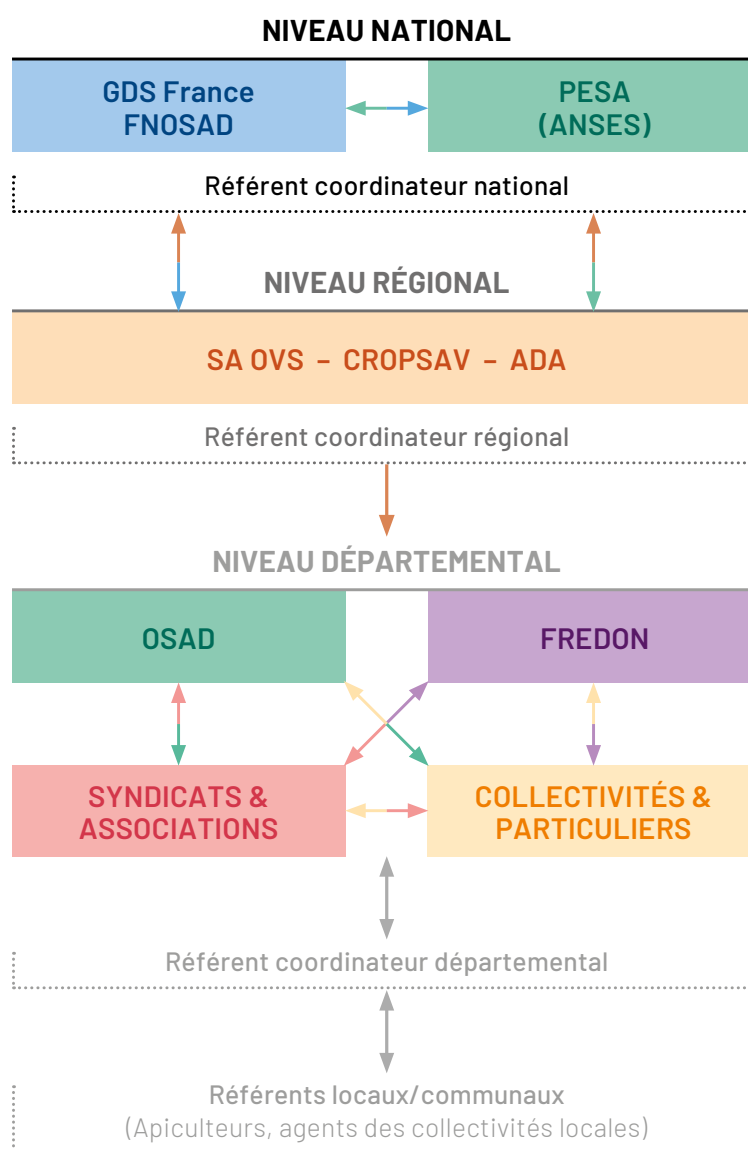 NIVEAU NATIONAL
GDS France
FNOSAD
PESA
(ANSES)
Référent coordinateur national
NIVEAU RÉGIONAL
SA OVS – CROPSAV – ADA
Référent coordinateur régional
NIVEAU DÉPARTEMENTAL
OSAD
FREDON
SYNDICATS &
ASSOCIATIONS
COLLECTIVITÉS &
PARTICULIERS
Référent coordinateur départemental
Référents locaux/communaux
(Apiculteurs, agents des collectivités locales)